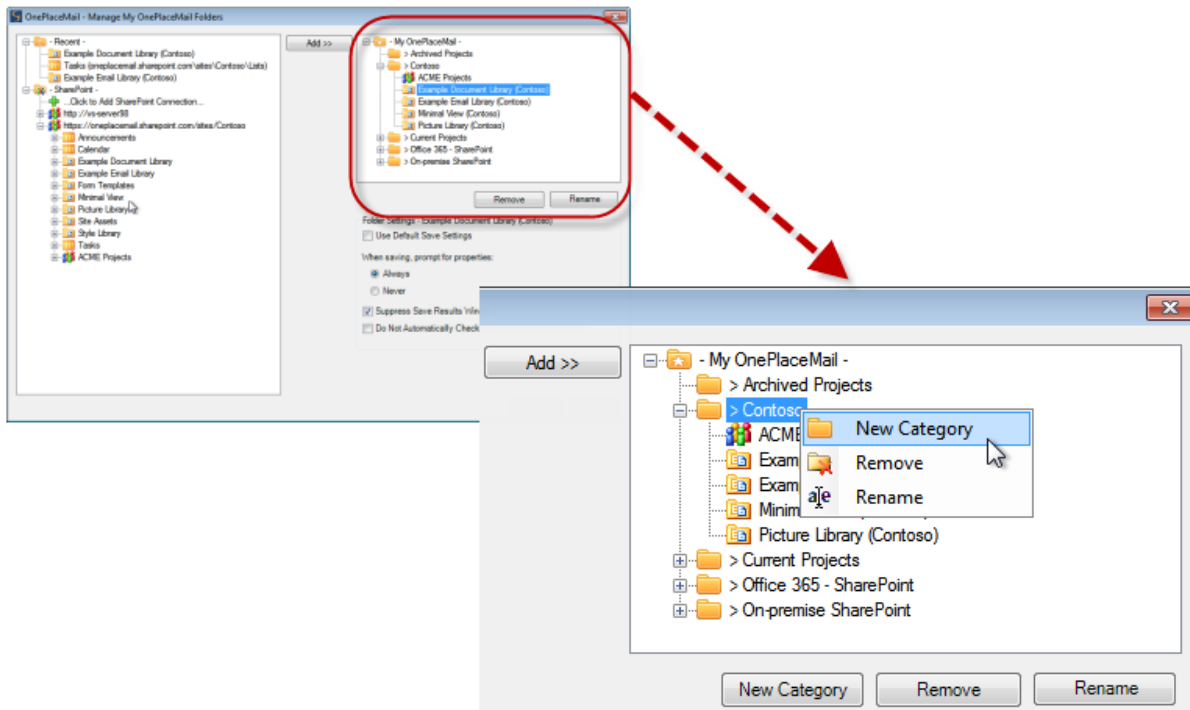 OnePlaceMail - Manage My OnePlaceMail Folders
- Recent -
Example Document Library (Contoso)
Tasks (oneplacemail.sharepoint.com\sites\Contoso\Lists)
Example Email Library (Contoso)
- SharePoint -
...Click to Add SharePoint Connection...
http://vs-server98
https://oneplacemail.sharepoint.com/sites/Contoso
Announcements
Calendar
Example Document Library
Example Email Library
Form Templates
Minimal View
Picture Library
Site Assets
Style Library
Tasks
ACME Projects
Add >>
- My OnePlaceMail -
> Archived Projects
> Contoso
ACME Projects
Example Document Library (Contoso)
Example Email Library (Contoso)
Minimal View (Contoso)
Picture Library (Contoso)
> Current Projects
> Office 365 - SharePoint
> On-premise SharePoint
Remove Rename
Folder Settings - Example Document Library (Contoso)
Use Default Save Settings
When saving, prompt for properties:
Always
Never
Suppress Save Results
Do Not Automatically Check
Add >>
- My OnePlaceMail -
> Archived Projects
> Contoso
ACME
Exam
Exam
Minim
Picture Library (Contoso)
> Current Projects
> Office 365 - SharePoint
> On-premise SharePoint
New Category
Remove
Rename
New Category Remove Rename